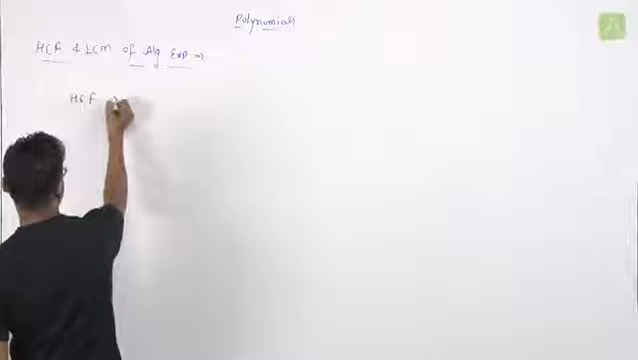 Polynomials
HCF & LCM of Alg Exp ⇒
HCF